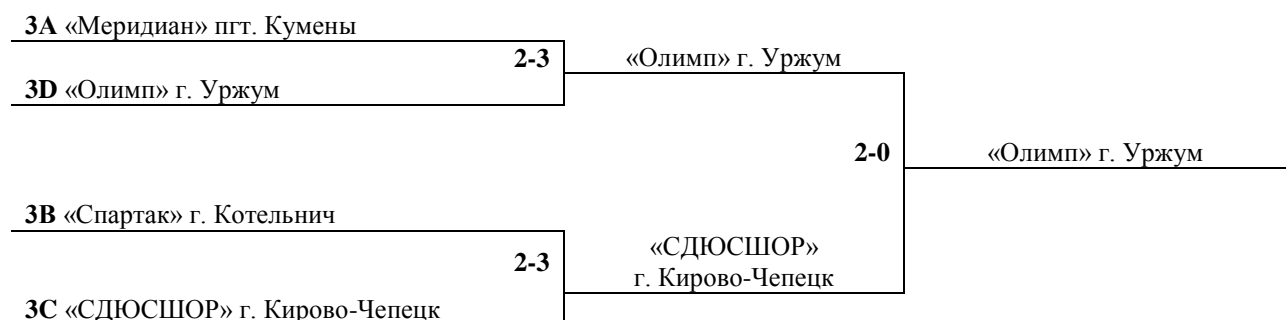 3A «Меридиан» пгт. Кумены
2-3
«Олимп» г. Уржум
3D «Олимп» г. Уржум
2-0
«Олимп» г. Уржум
3B «Спартак» г. Котельнич
2-3
«СДЮСШОР»
г. Кирово-Чепецк
3C «СДЮСШОР» г. Кирово-Чепецк